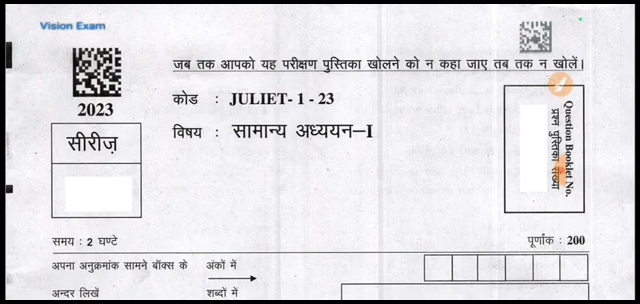 Vision Exam
जब तक आपको यह परीक्षण पुस्तिका खोलने को न कहा जाए तब तक न खोलें।
2023
कोड : JULIET- 1 - 23
सीरीज़
विषय : सामान्य अध्ययन–I
Question Booklet No.
प्रश्न पुस्तिका संख्या
समय : 2 घण्टे
पूर्णांक : 200
अपना अनुक्रमांक सामने बॉक्स के
अंकों में
अन्दर लिखें
शब्दों में